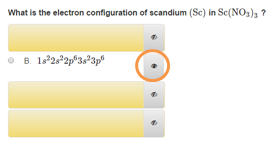 What is the electron configuration of scandium (Sc) in Sc(NO₃)₃ ?
B. 1s²2s²2p⁶3s²3p⁶